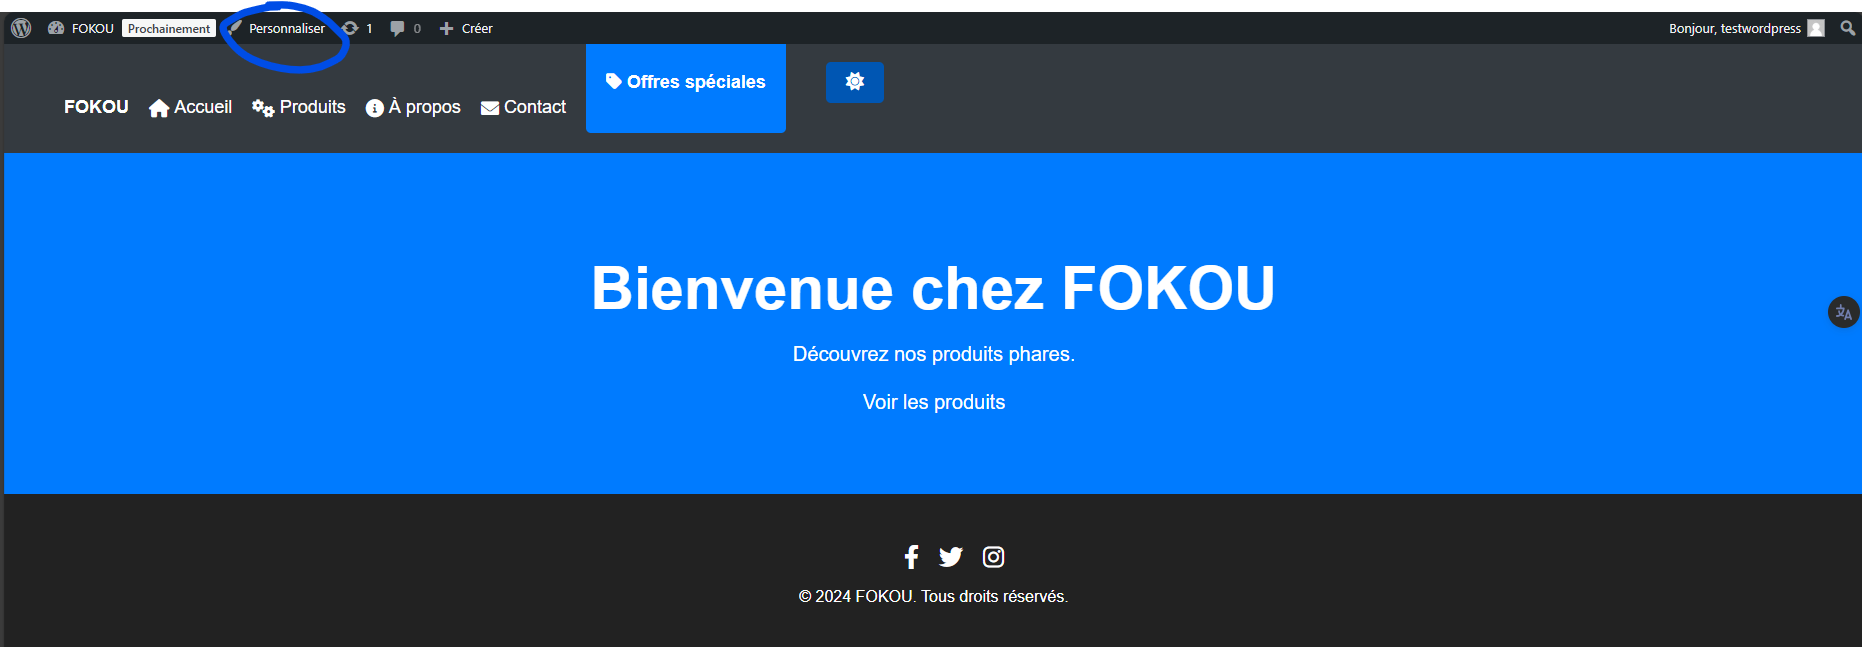 FOKOU Prochainement Personnaliser 1 0 Créer Bonjour, testwordpress
FOKOU Accueil Produits À propos Contact Offres spéciales
Bienvenue chez FOKOU
Découvrez nos produits phares.
Voir les produits
© 2024 FOKOU. Tous droits réservés.